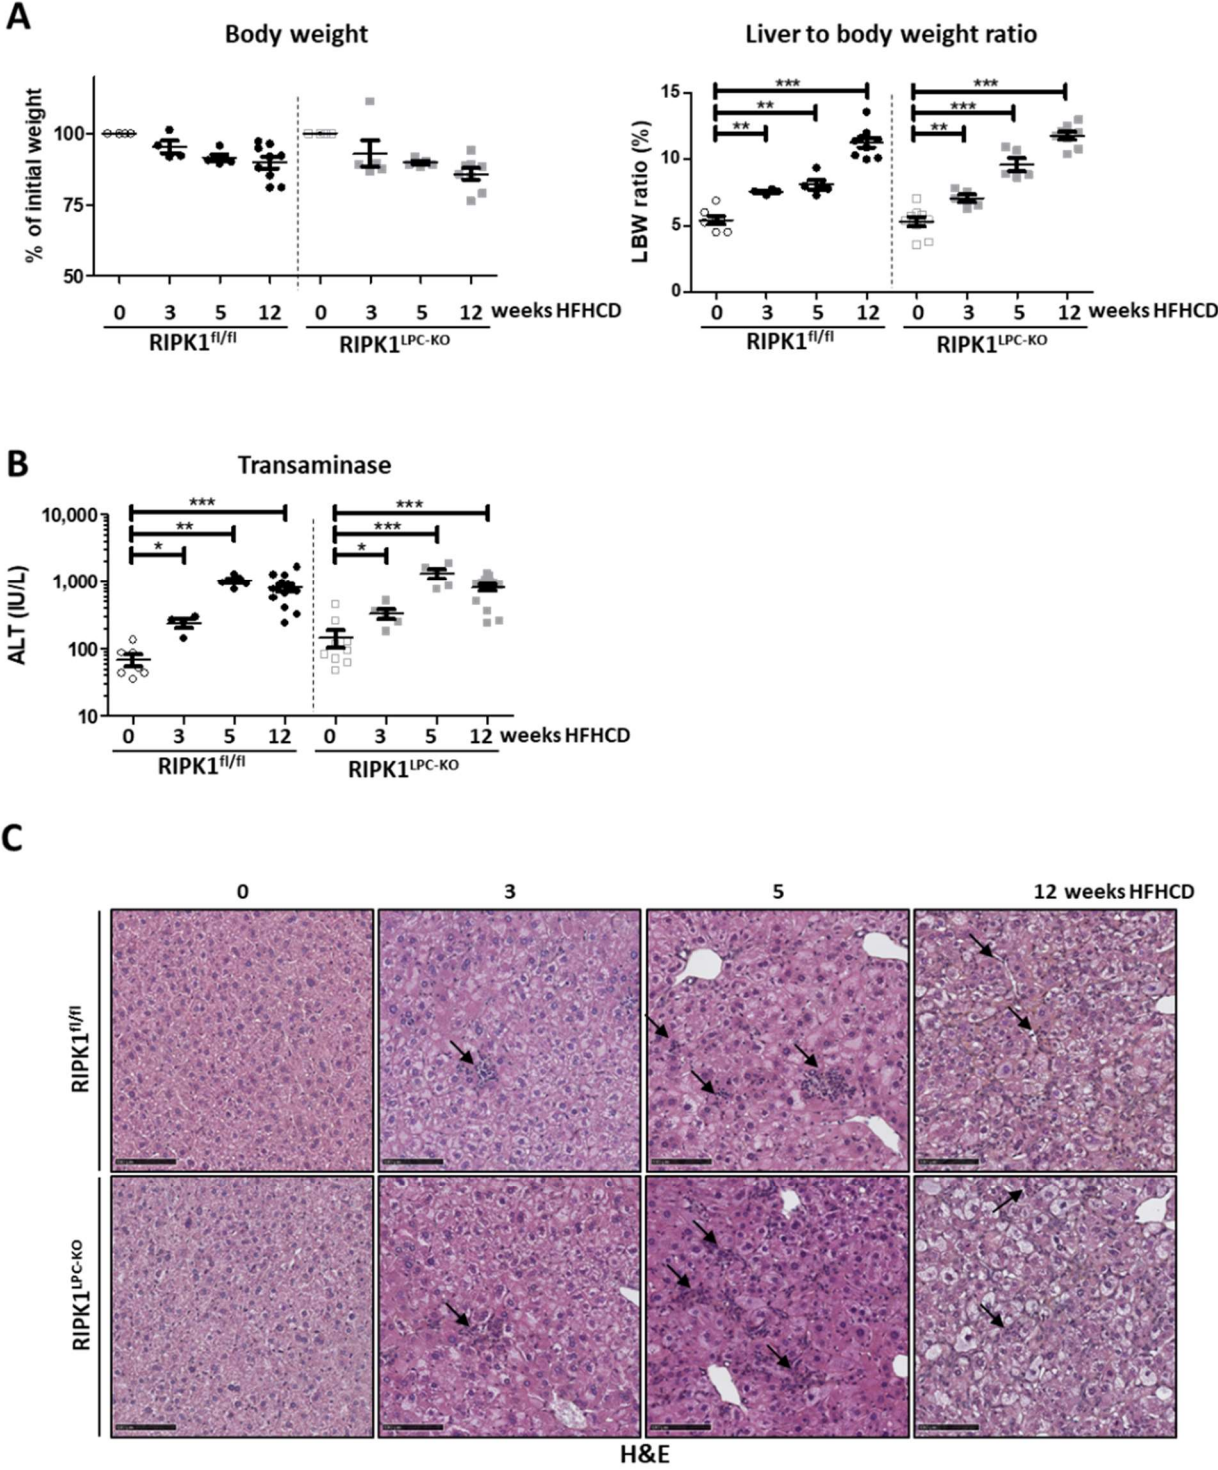 A
Body weight
% of initial weight
100
75
50
0 3 5 12 0 3 5 12 weeks HFHCD
RIPK1fl/fl RIPK1LPC-KO
Liver to body weight ratio
LBW ratio (%)
15
10
5
0
*** ** ** *** *** **
0 3 5 12 0 3 5 12 weeks HFHCD
RIPK1fl/fl RIPK1LPC-KO
B
Transaminase
ALT (IU/L)
10,000
1,000
100
10
*** ** * *** *** *
0 3 5 12 0 3 5 12 weeks HFHCD
RIPK1fl/fl RIPK1LPC-KO
C
0 3 5 12 weeks HFHCD
RIPK1fl/fl
RIPK1LPC-KO
H&E